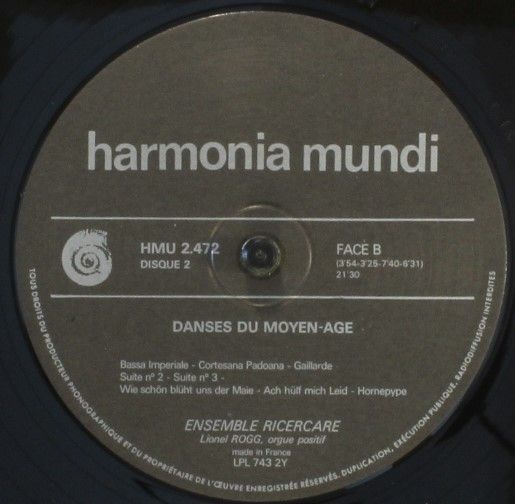 harmonia mundi
HMU 2.472
DISQUE 2
FACE B
(3'54-3'25-7'40-6'31)
21'30
DANSES DU MOYEN-AGE
Bassa Imperiale - Cortesana Padoana - Gaillarde
Suite nº 2 - Suite nº 3 -
Wie schön blüht uns der Maie - Ach hülf mich Leid - Hornepype
ENSEMBLE RICERCARE
Lionel ROGG, orgue positif
made in France
LPL 743 2Y
TOUS DROITS DU PRODUCTEUR PHONOGRAPHIQUE ET DU PROPRIÉTAIRE DE L'ŒUVRE ENREGISTRÉE RÉSERVÉS. DUPLICATION, EXÉCUTION PUBLIQUE, RADIODIFFUSION INTERDITES